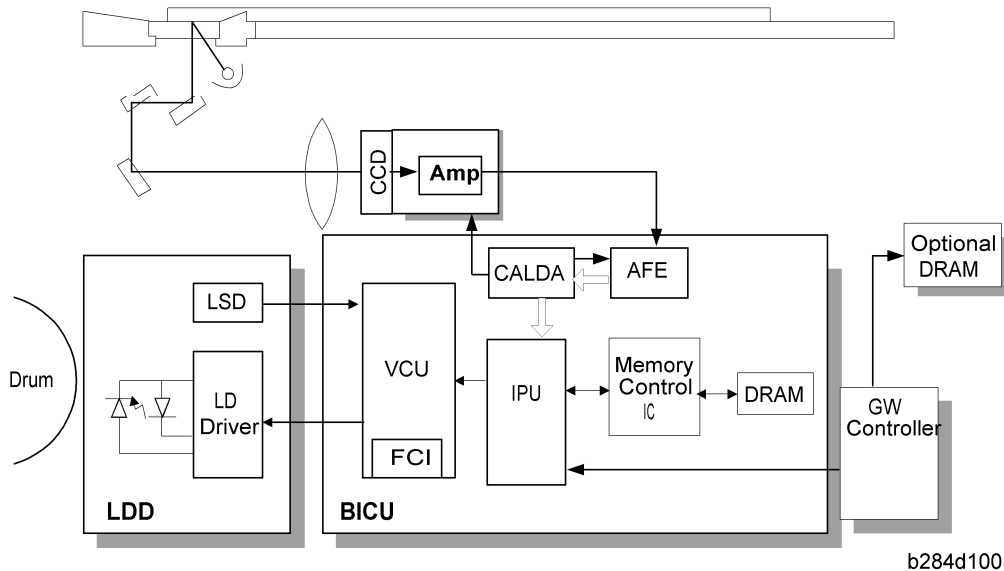 CCD
Amp
CALDA
AFE
Optional
DRAM
LSD
VCU
FCI
IPU
Memory
Control
IC
DRAM
GW
Controller
Drum
LD
Driver
LDD
BICU
b284d100